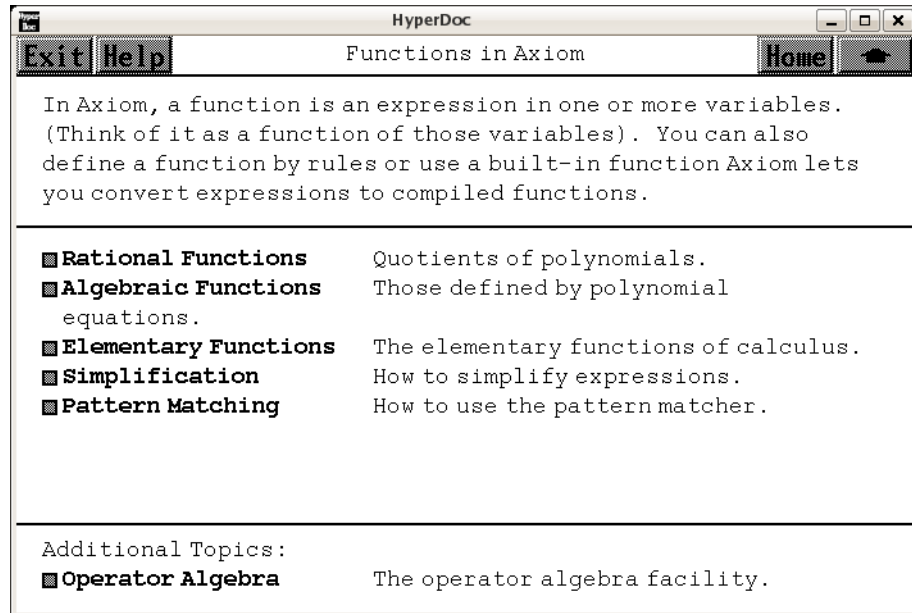 Hyper Doc HyperDoc
Exit Help Functions in Axiom Home
In Axiom, a function is an expression in one or more variables.
(Think of it as a function of those variables). You can also
define a function by rules or use a built-in function Axiom lets
you convert expressions to compiled functions.
Rational Functions Quotients of polynomials.
Algebraic Functions Those defined by polynomial
equations.
Elementary Functions The elementary functions of calculus.
Simplification How to simplify expressions.
Pattern Matching How to use the pattern matcher.
Additional Topics:
Operator Algebra The operator algebra facility.